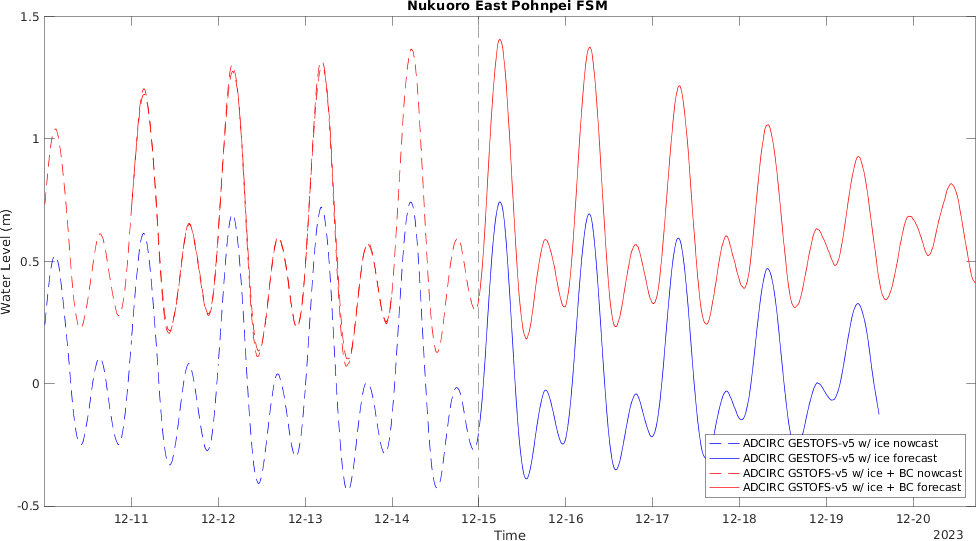 Nukuoro East Pohnpei FSM
1.5
1
0.5
0
-0.5
Water Level (m)
12-11 12-12 12-13 12-14 12-15 12-16 12-17 12-18 12-19 12-20
Time
2023
ADCIRC GESTOFS-v5 w/ ice nowcast
ADCIRC GESTOFS-v5 w/ ice forecast
ADCIRC GSTOFS-v5 w/ ice + BC nowcast
ADCIRC GSTOFS-v5 w/ ice + BC forecast